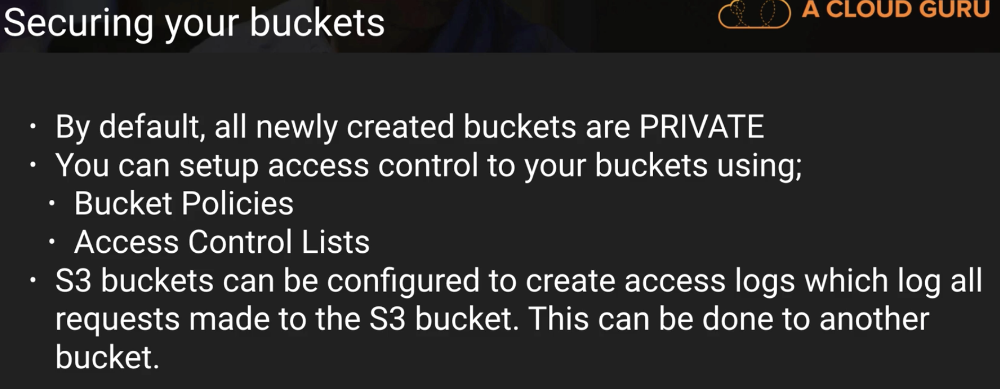 Securing your buckets
A CLOUD GURU
· By default, all newly created buckets are PRIVATE
· You can setup access control to your buckets using;
· Bucket Policies
· Access Control Lists
· S3 buckets can be configured to create access logs which log all
requests made to the S3 bucket. This can be done to another
bucket.